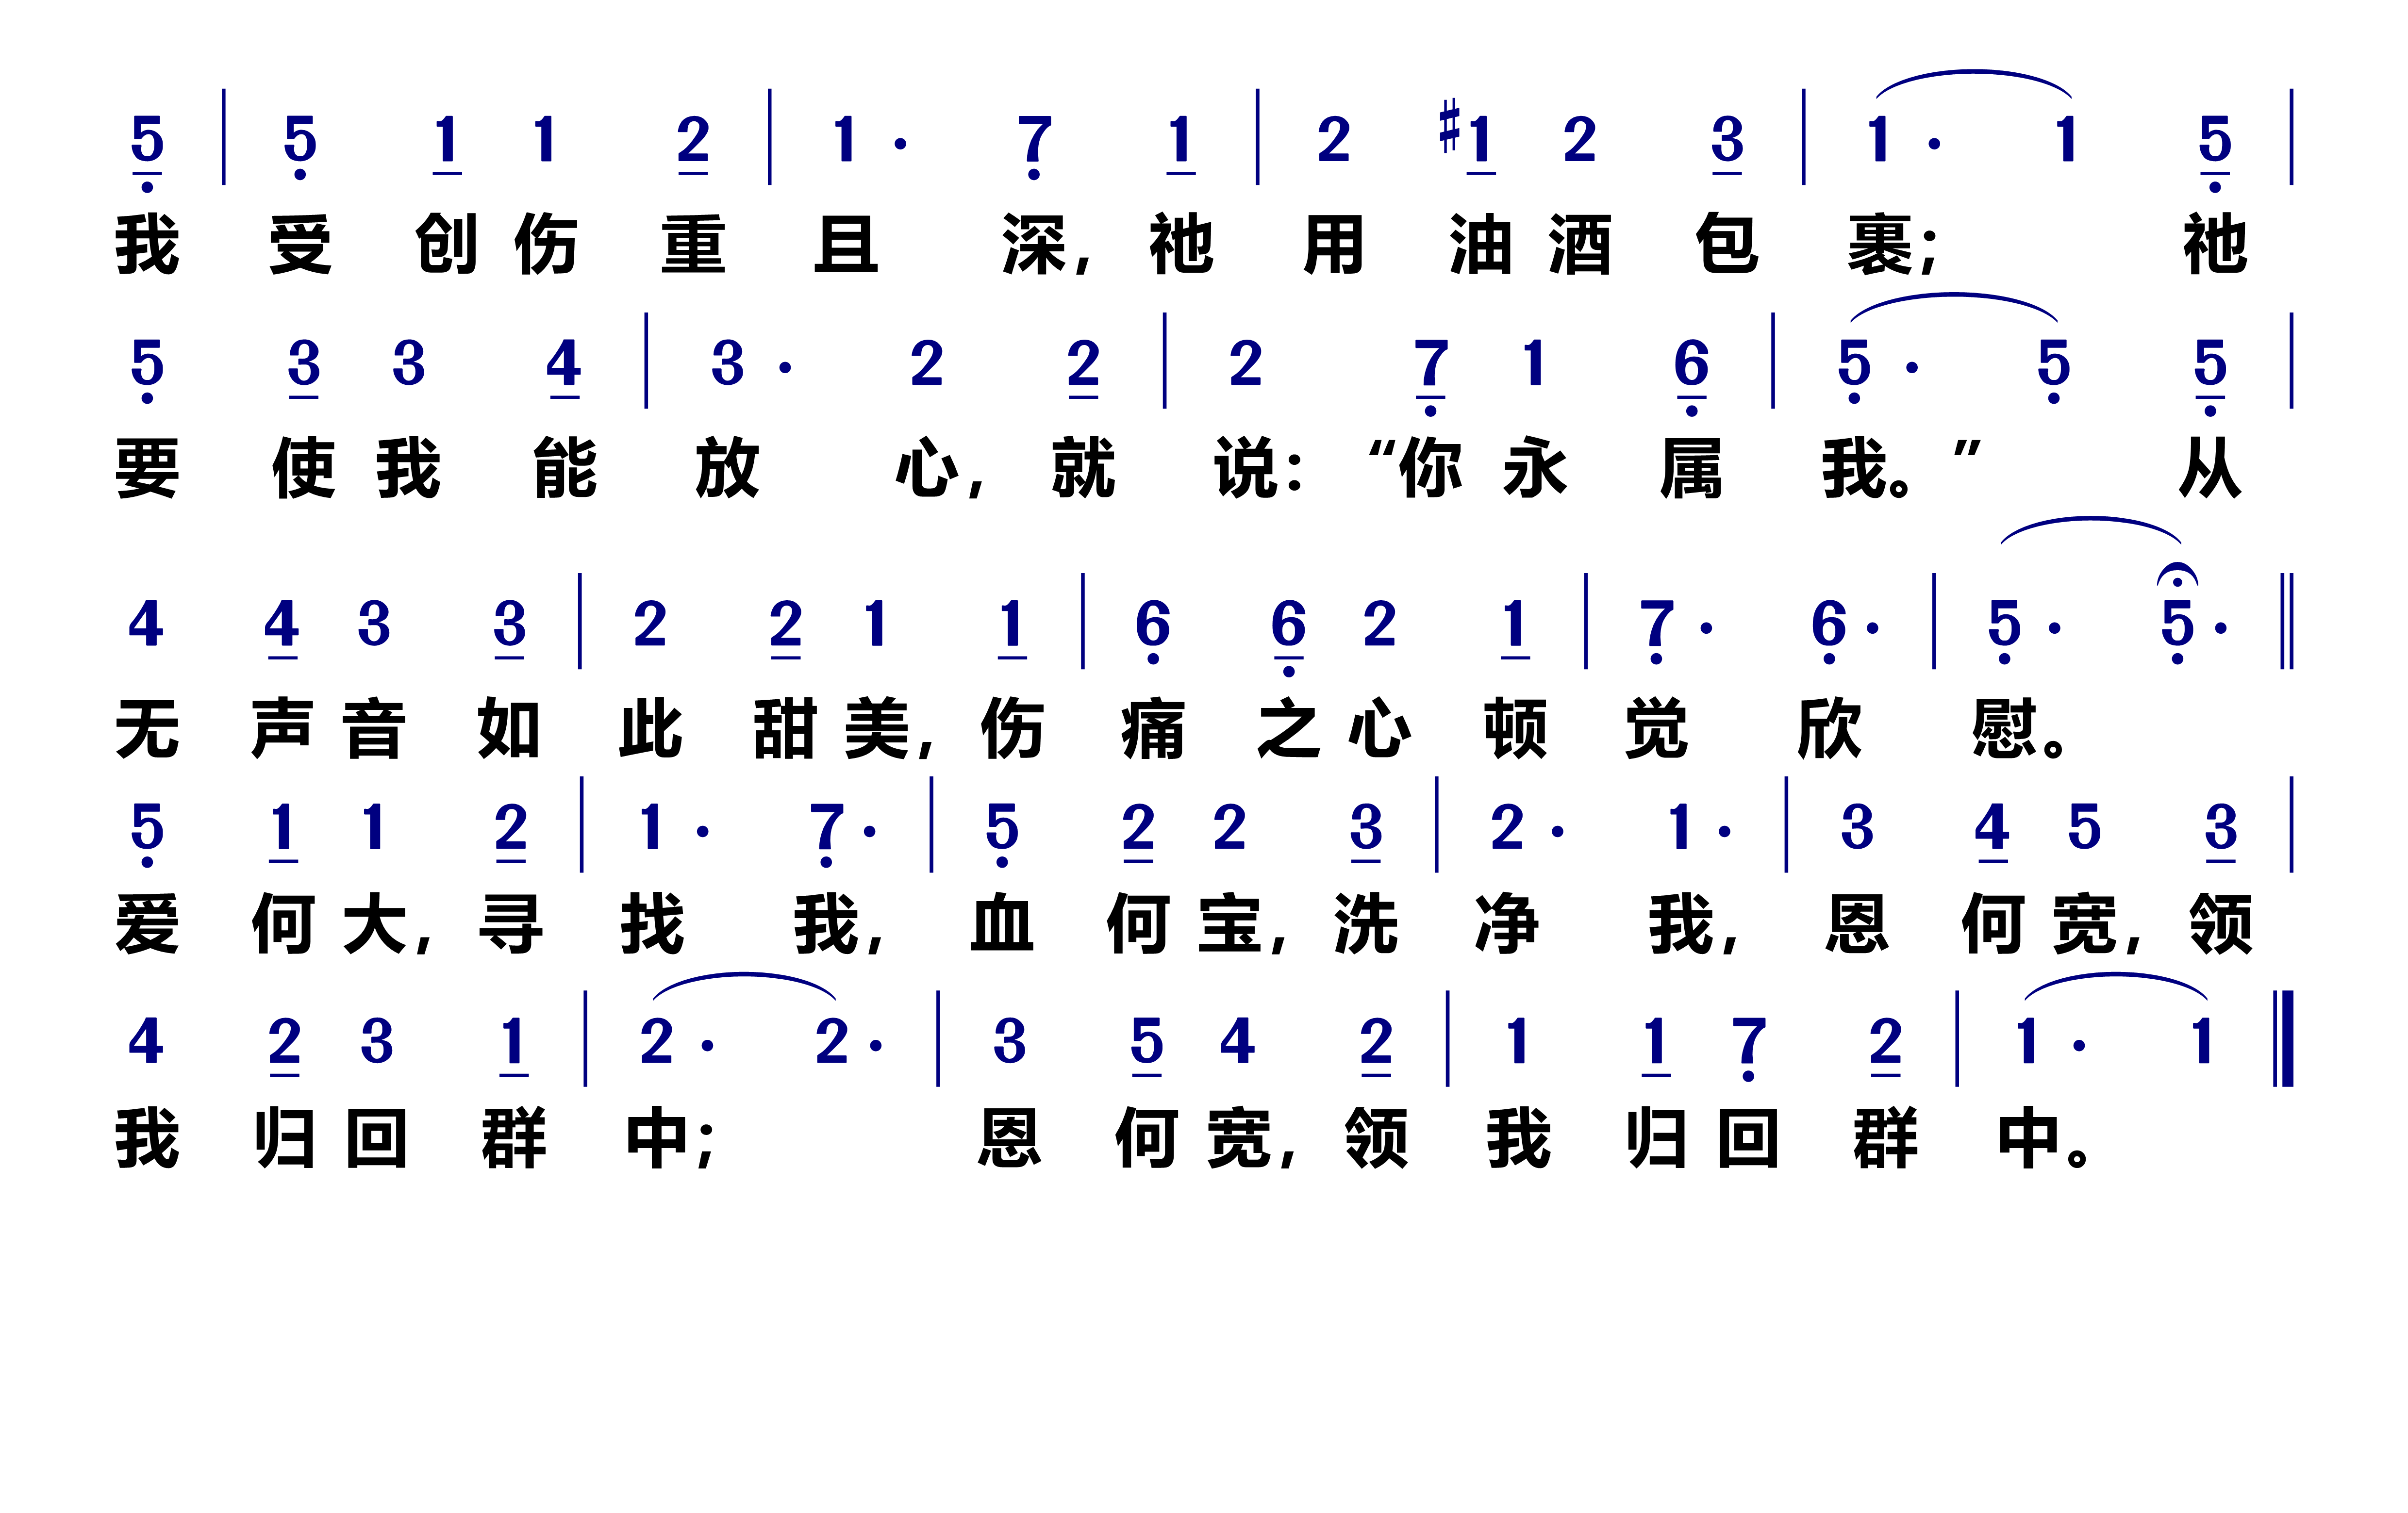 5 | 5 1 1 2 | 1 · 7 1 | 2 #1 2 3 | 1 · 1 5 |
我 受 创 伤 重 且 深, 祂 用 油 酒 包 裹; 祂
5 3 3 4 | 3 · 2 2 | 2 7 1 6 | 5 · 5 5 |
要 使 我 能 放 心, 就 说: “你 永 属 我。” 从
4 4 3 3 | 2 2 1 1 | 6 6 2 1 | 7 · 6 · | 5 · 5 · ||
无 声 音 如 此 甜 美, 伤 痛 之 心 顿 觉 欣 慰。
5 1 1 2 | 1 · 7 · | 5 2 2 3 | 2 · 1 · | 3 4 5 3 |
爱 何 大, 寻 找 我, 血 何 宝, 洗 净 我, 恩 何 宽, 领
4 2 3 1 | 2 · 2 · | 3 5 4 2 | 1 1 7 2 | 1 · 1 ||
我 归 回 群 中; 恩 何 宽, 领 我 归 回 群 中。